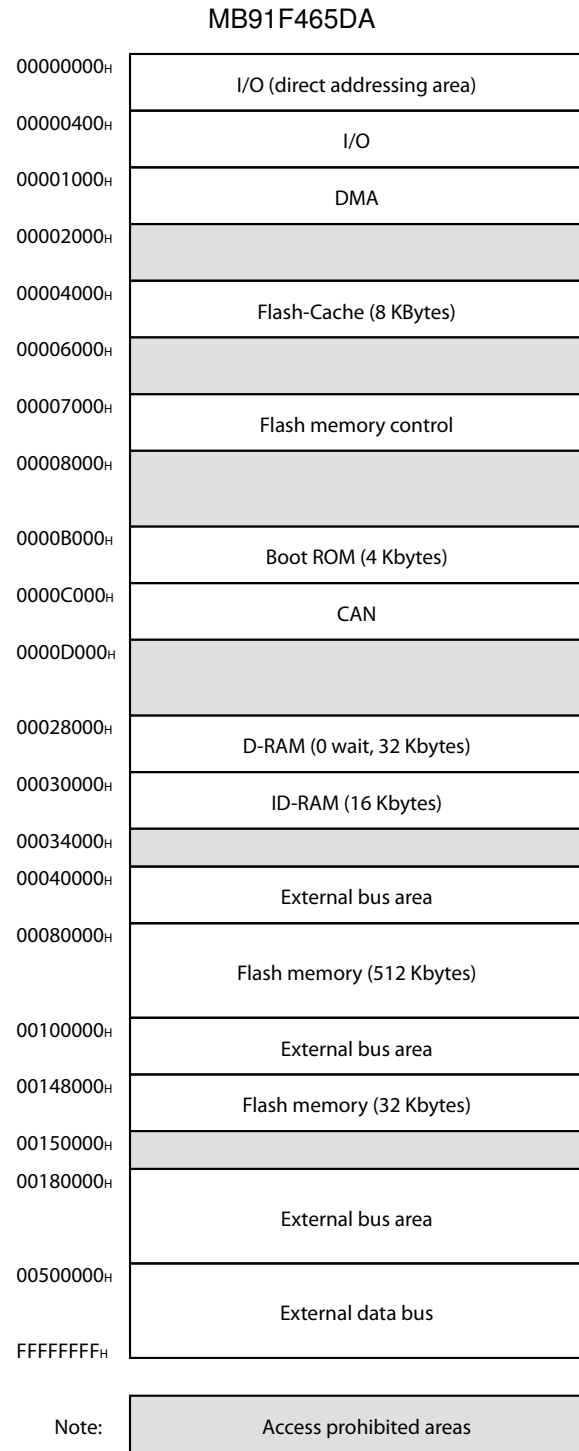 MB91F465DA
00000000H
I/O (direct addressing area)
00000400H
I/O
00001000H
DMA
00002000H
00004000H
Flash-Cache (8 KBytes)
00006000H
00007000H
Flash memory control
00008000H
0000B000H
Boot ROM (4 Kbytes)
0000C000H
CAN
0000D000H
00028000H
D-RAM (0 wait, 32 Kbytes)
00030000H
ID-RAM (16 Kbytes)
00034000H
00040000H
External bus area
00080000H
Flash memory (512 Kbytes)
00100000H
External bus area
00148000H
Flash memory (32 Kbytes)
00150000H
00180000H
External bus area
00500000H
External data bus
FFFFFFFFH
Note: Access prohibited areas